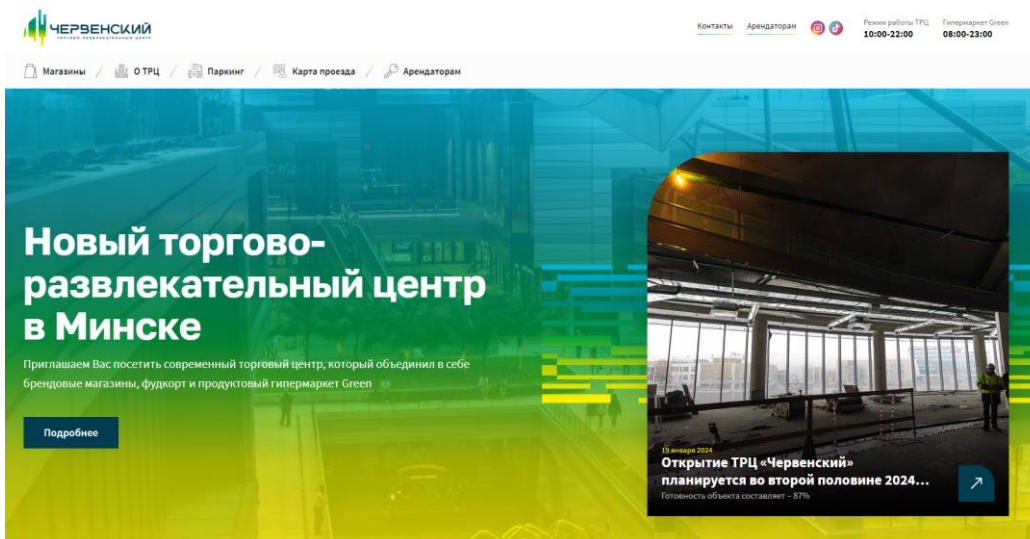 ЧЕРВЕНСКИЙ
ТОРГОВО-РАЗВЛЕКАТЕЛЬНЫЙ ЦЕНТР
Контакты
Арендаторам
Режим работы ТРЦ
10:00-22:00
Гипермаркет Green
08:00-23:00
Магазины / О ТРЦ / Паркинг / Карта проезда / Арендаторам
Новый торгово-
развлекательный центр
в Минске
Приглашаем Вас посетить современный торговый центр, который объединил в себе
брендовые магазины, фудкорт и продуктовый гипермаркет Green
Подробнее
19 января 2024
Открытие ТРЦ «Червенский»
планируется во второй половине 2024...
Готовность объекта составляет – 87%